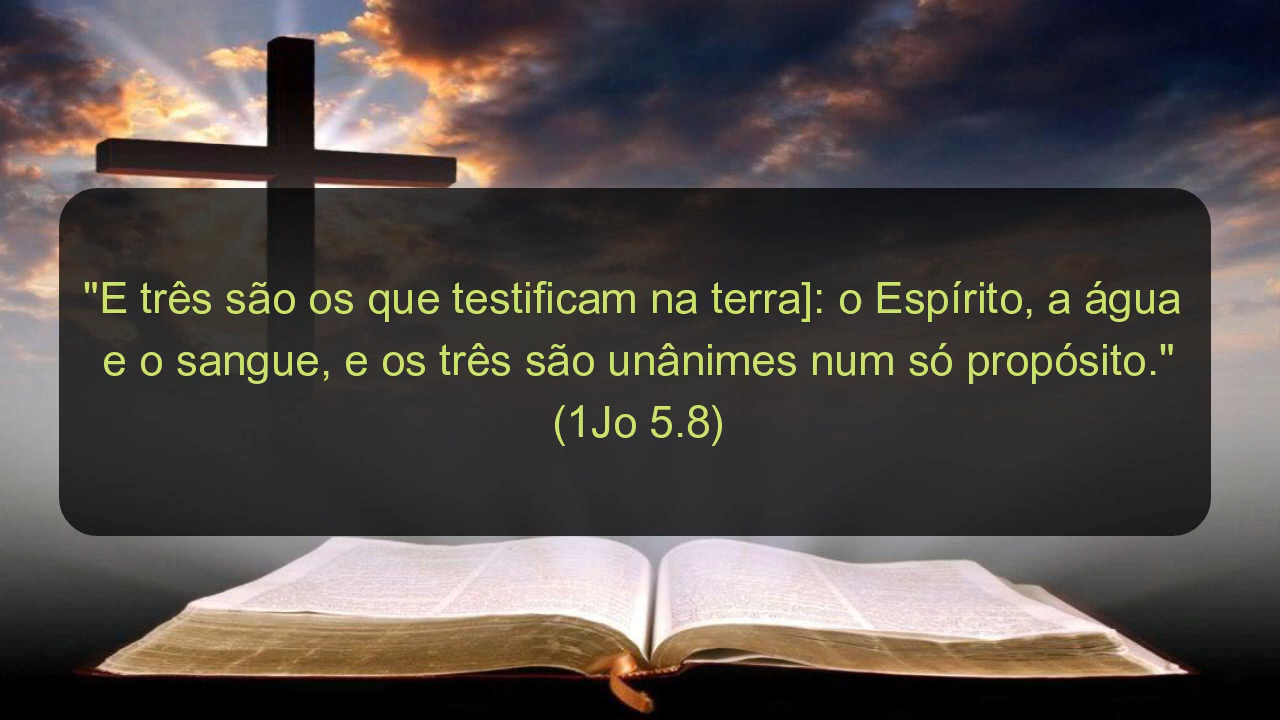 "E três são os que testificam na terra]: o Espírito, a água
e o sangue, e os três são unânimes num só propósito."
(1Jo 5.8)